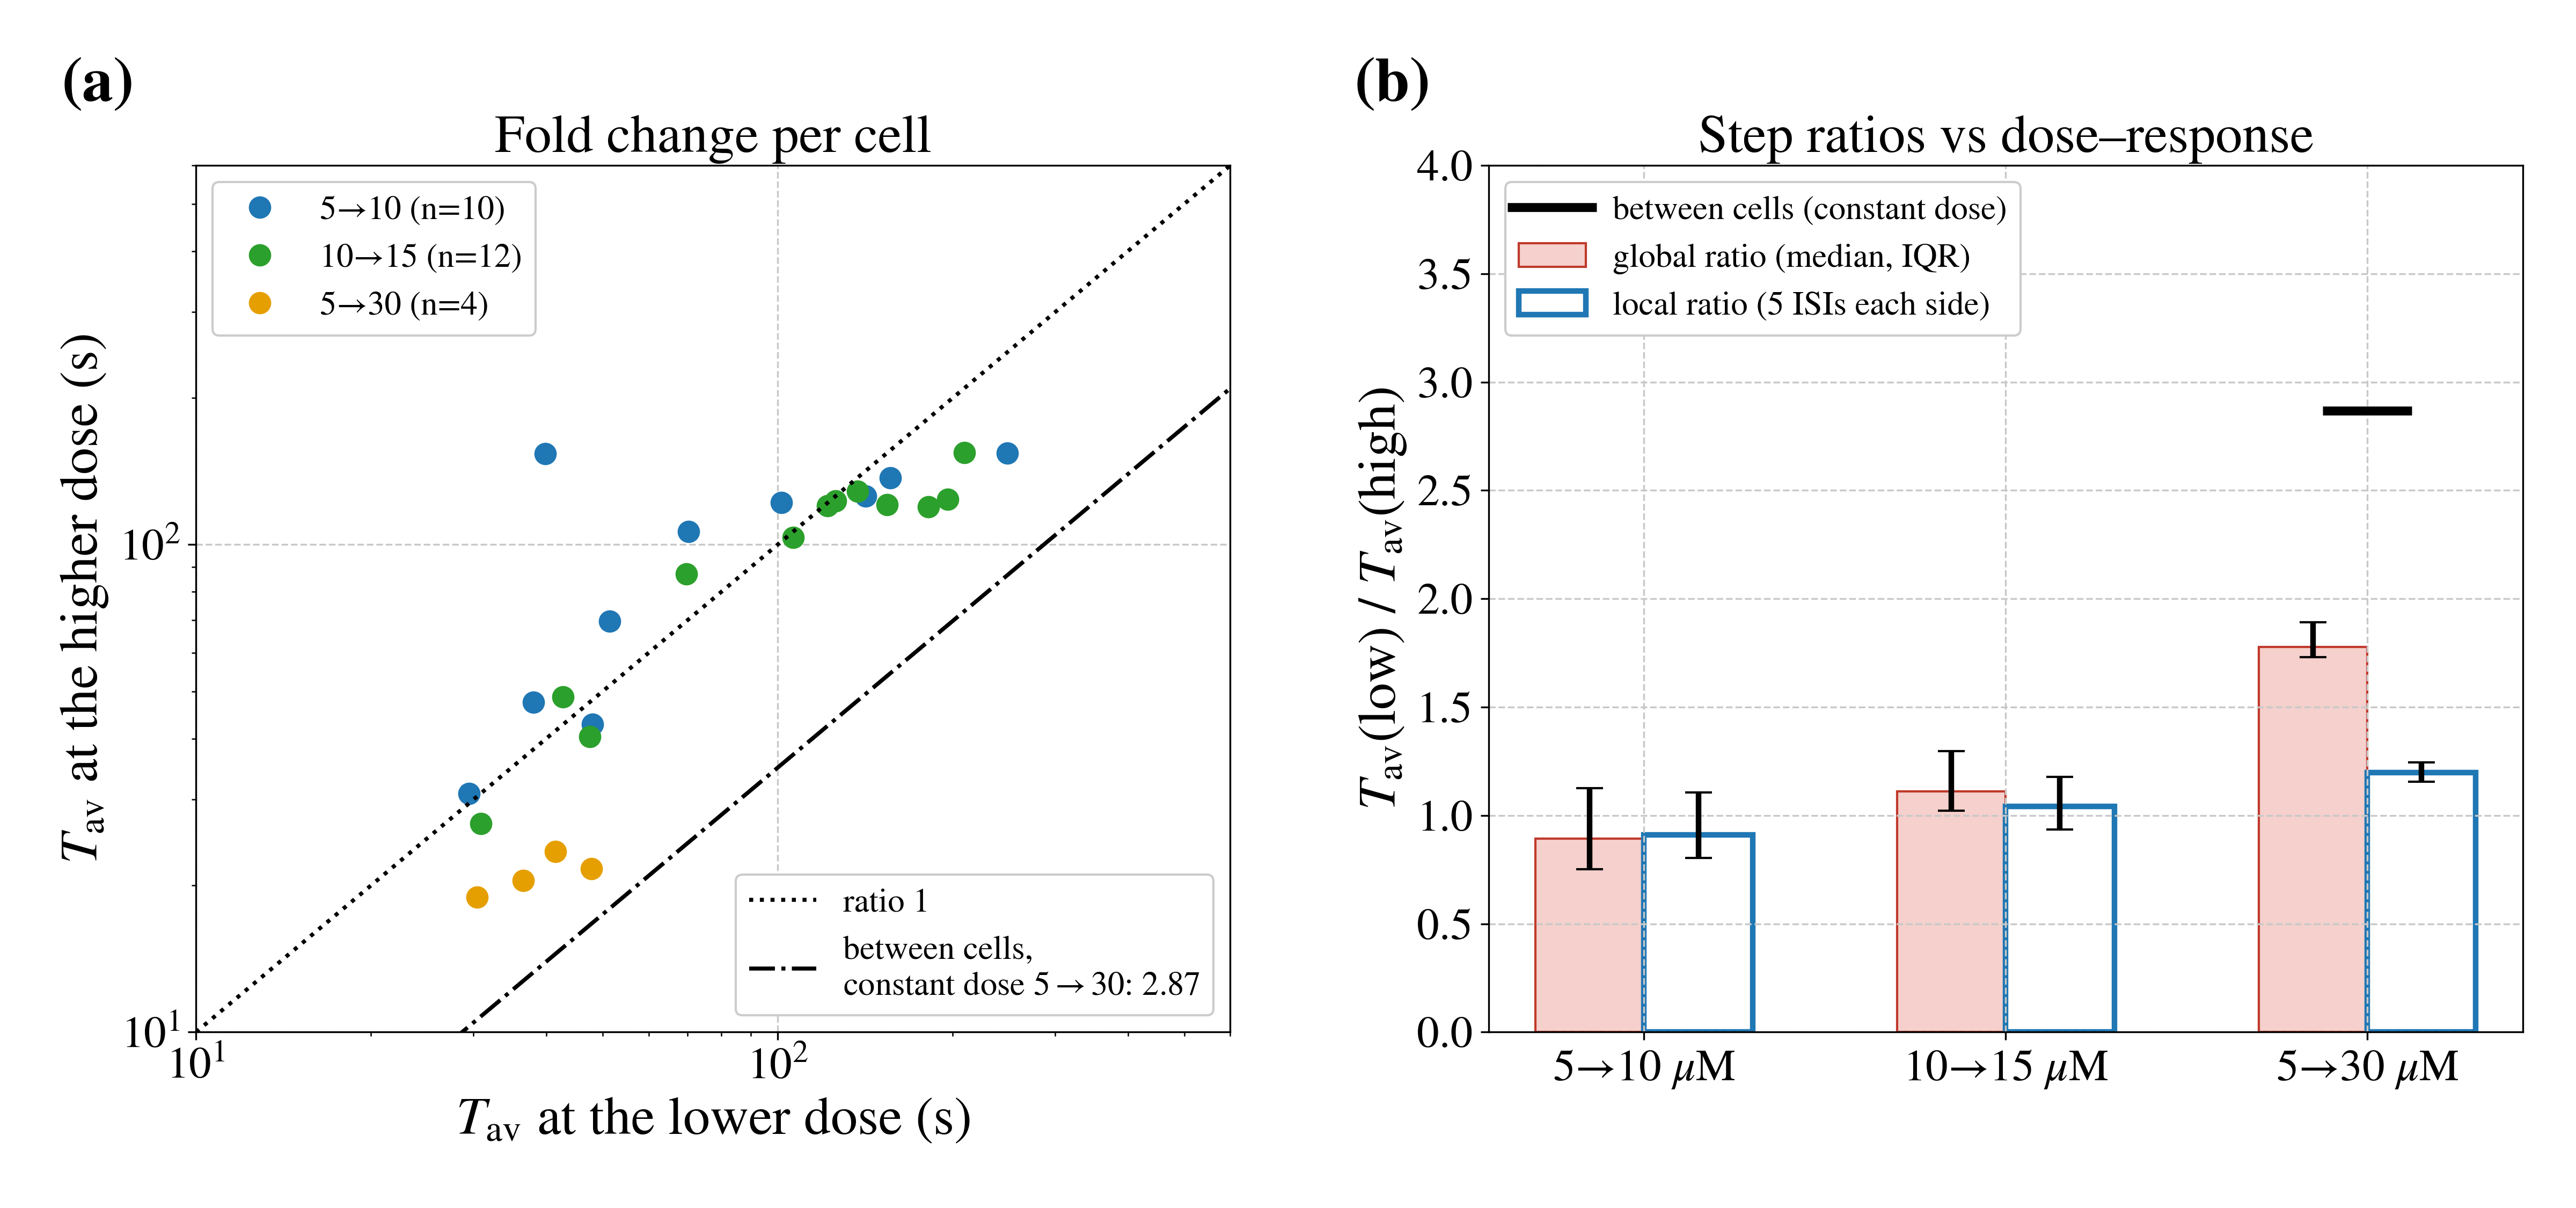 (a)
Fold change per cell
5→10 (n=10)
10→15 (n=12)
5→30 (n=4)
T_av at the higher dose (s)
10²
10¹
ratio 1
between cells,
constant dose 5 → 30: 2.87
10¹
10²
T_av at the lower dose (s)
(b)
Step ratios vs dose–response
between cells (constant dose)
global ratio (median, IQR)
local ratio (5 ISIs each side)
T_av(low) / T_av(high)
4.0
3.5
3.0
2.5
2.0
1.5
1.0
0.5
0.0
5→10 μM
10→15 μM
5→30 μM